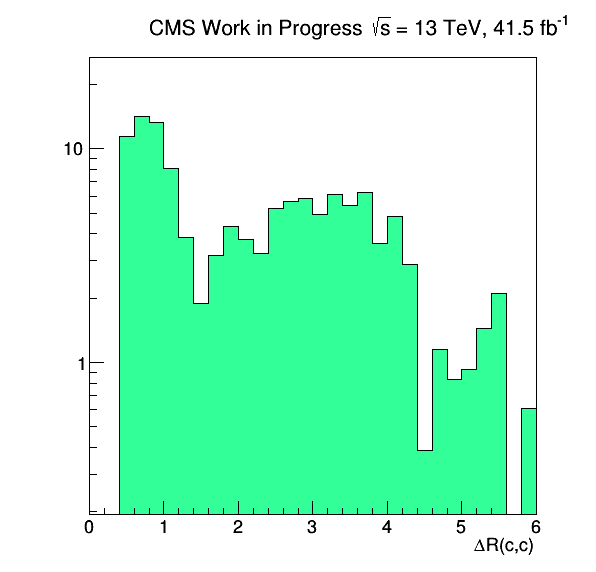 CMS Work in Progress √s = 13 TeV, 41.5 fb⁻¹
10
1
0 1 2 3 4 5 6
ΔR(c,c)